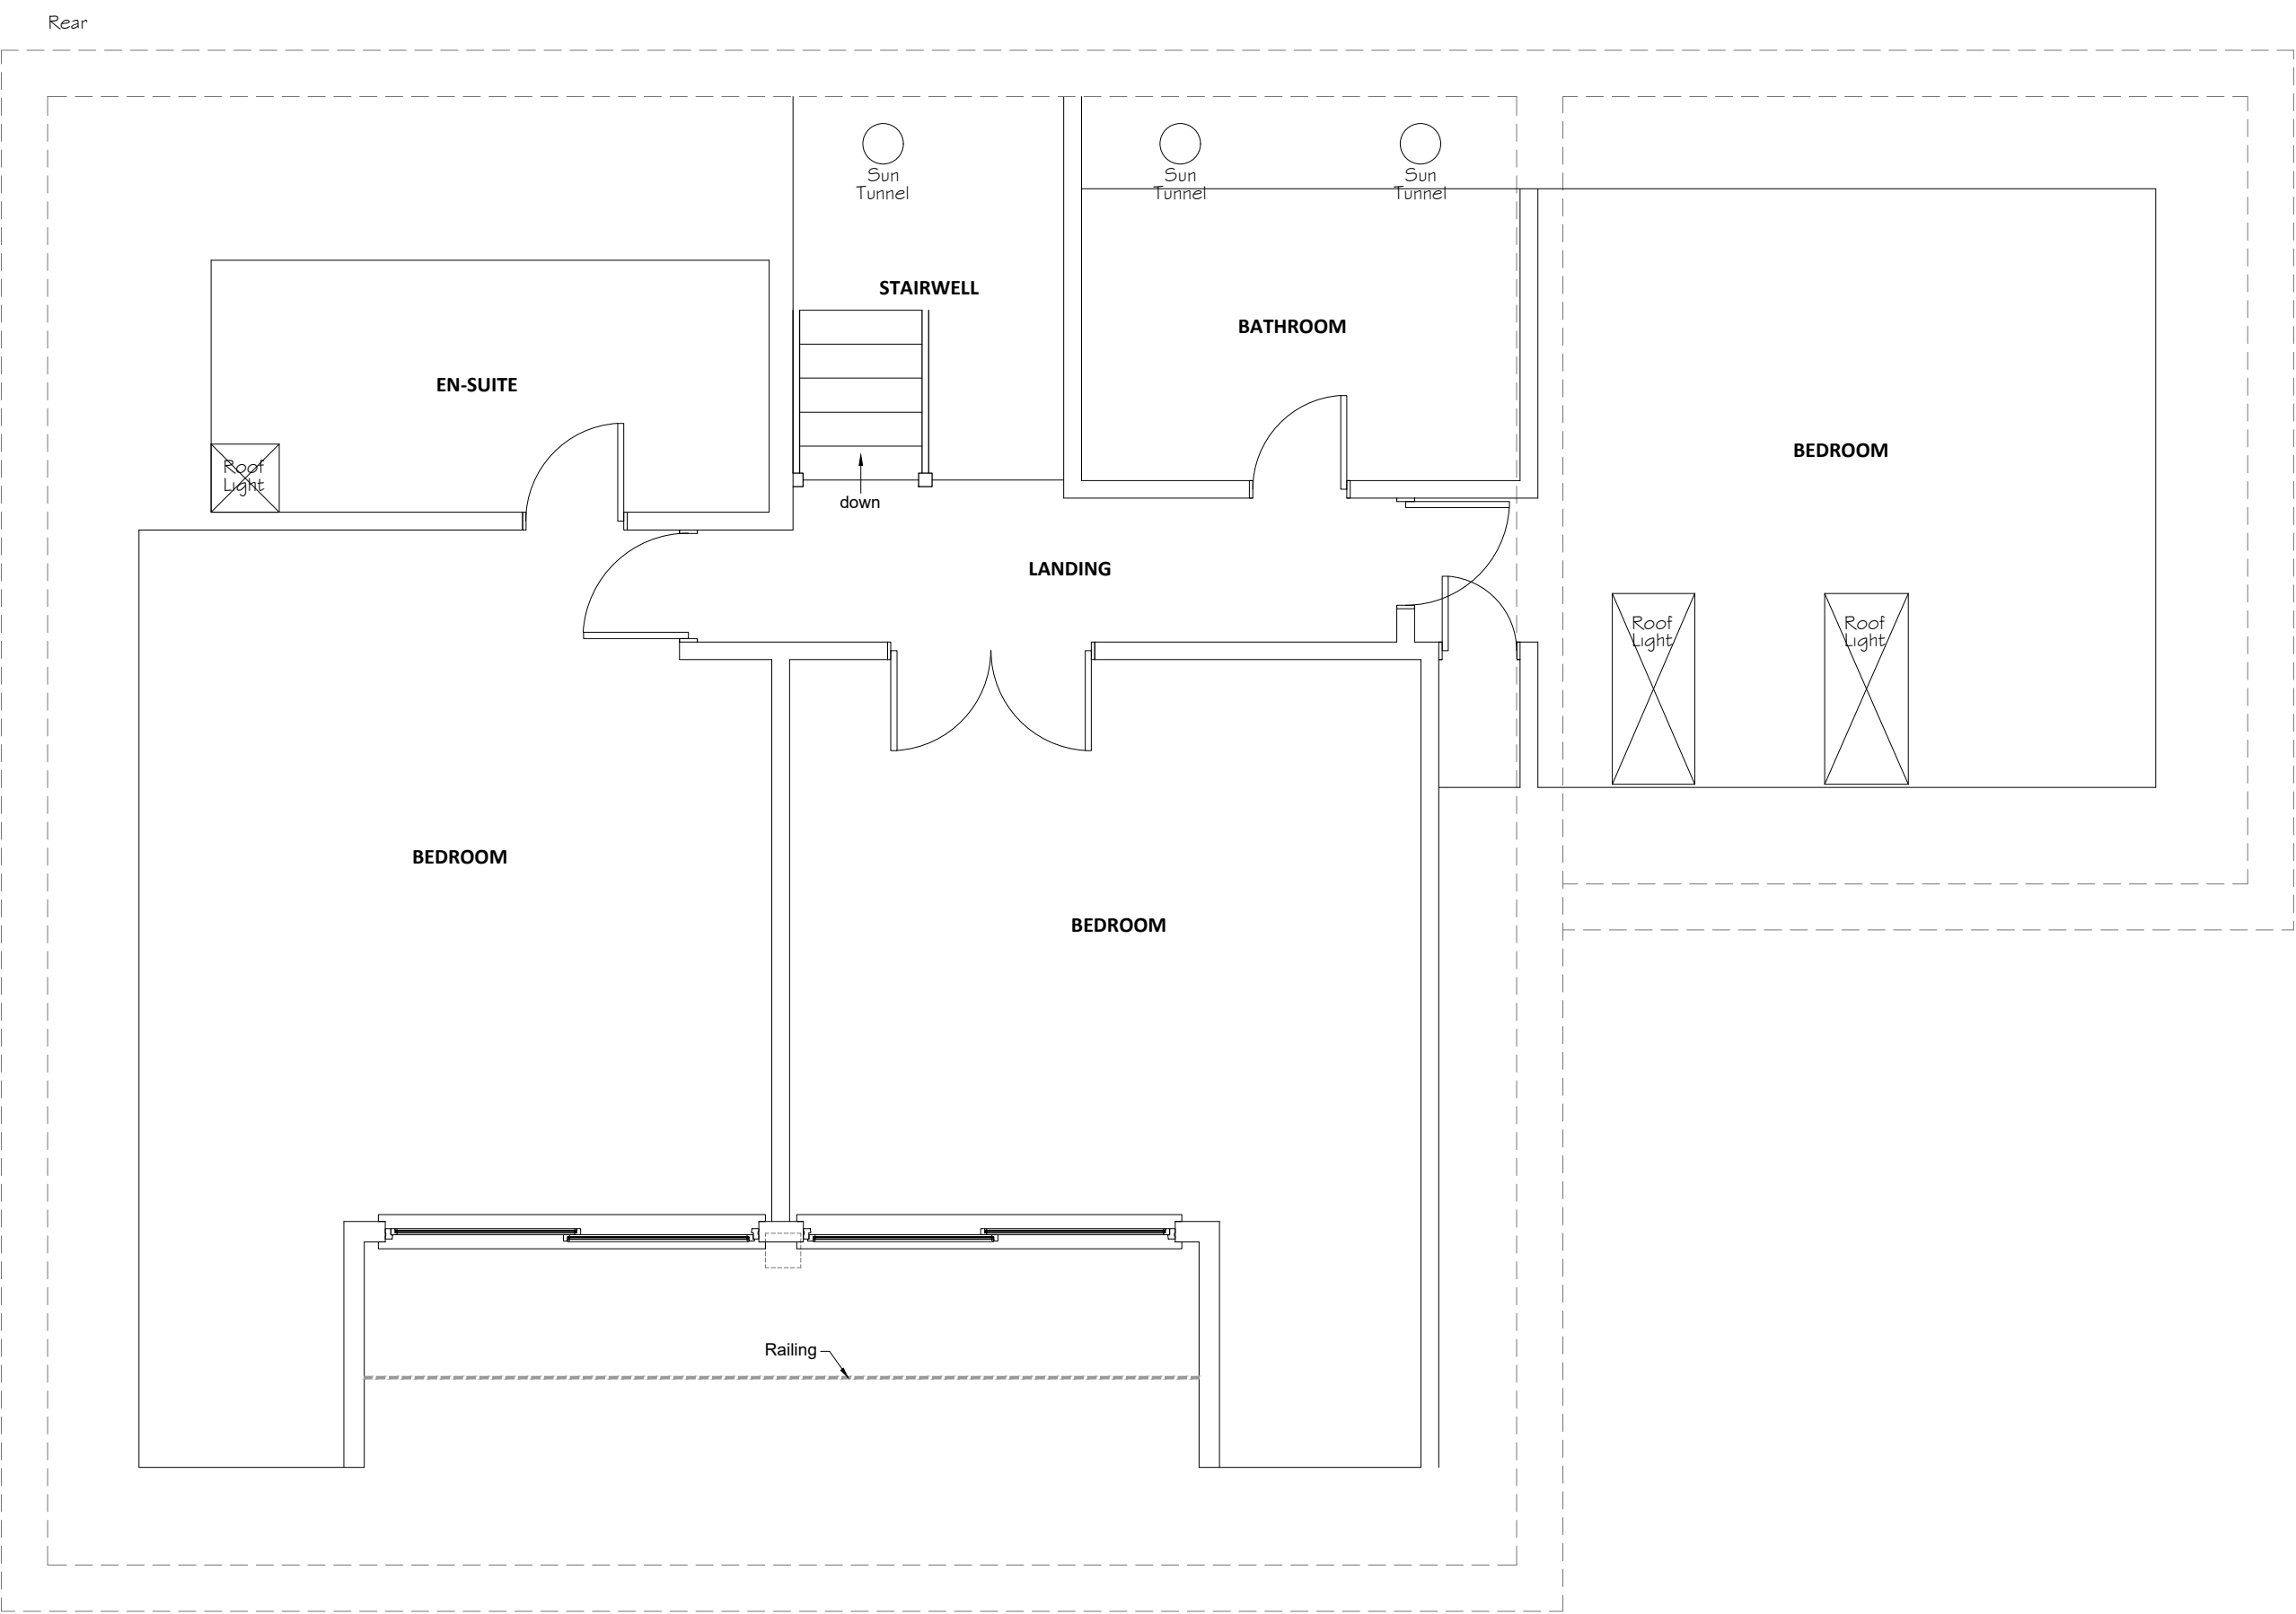 Rear
Sun
Tunnel
Sun
Tunnel
Sun
Tunnel
STAIRWELL
BATHROOM
EN-SUITE
BEDROOM
Roof
Light
down
LANDING
Roof
Light
Roof
Light
BEDROOM
BEDROOM
Railing